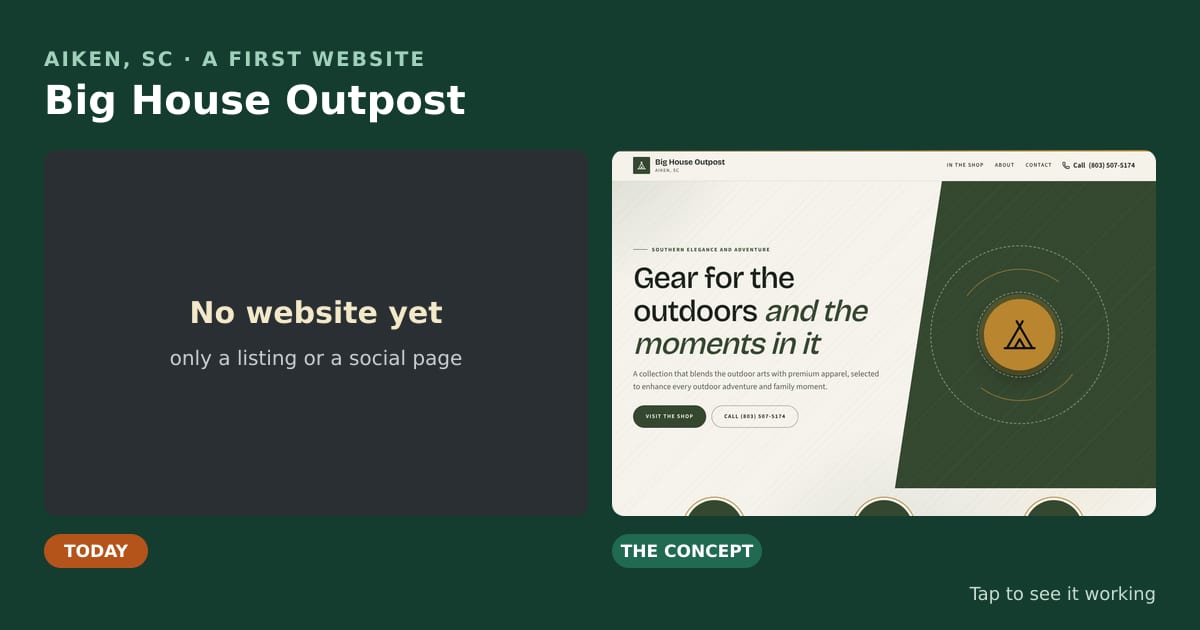 AIKEN, SC · A FIRST WEBSITE
Big House Outpost
No website yet
only a listing or a social page
TODAY
Big House Outpost
AIKEN, SC
IN THE SHOP ABOUT CONTACT Call (803) 507-5174
SOUTHERN ELEGANCE AND ADVENTURE
Gear for the
outdoors and the
moments in it
A collection that blends the outdoor arts with premium apparel, selected
to enhance every outdoor adventure and family moment.
VISIT THE SHOP CALL (803) 507-5174
THE CONCEPT
Tap to see it working